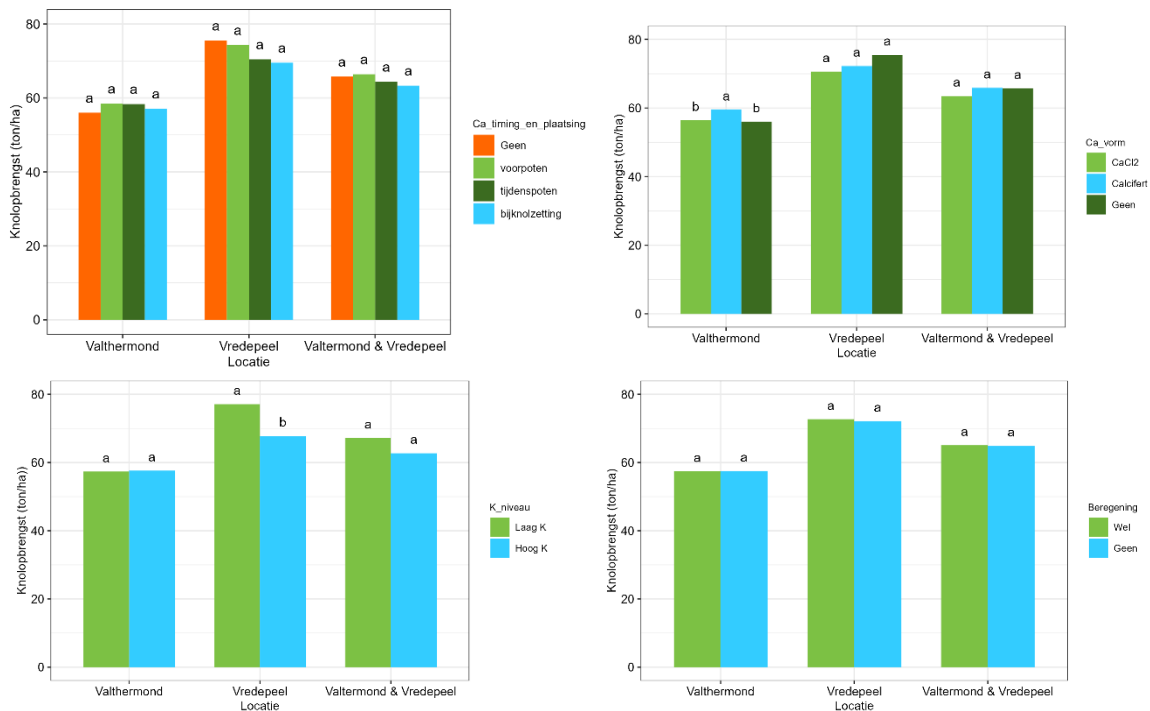 80
60
40
20
0
Knolopbrengst (ton/ha)
a a a a
a a a a
a a a a
Valthermond Vredepeel Valtermond & Vredepeel
Locatie
Ca_timing_en_plaatsing
Geen
voorpoten
tijdenspoten
bijknolzetting
80
60
40
20
0
Knolopbrengst (ton/ha)
b a b
a a a
a a a
Valthermond Vredepeel Valtermond & Vredepeel
Locatie
Ca_vorm
CaCl2
Calcifert
Geen
80
60
40
20
0
Knolopbrengst (ton/ha))
a a
a b
a a
Valthermond Vredepeel Valtermond & Vredepeel
Locatie
K_niveau
Laag K
Hoog K
80
60
40
20
0
Knolopbrengst (ton/ha)
a a
a a
a a
Valthermond Vredepeel Valtermond & Vredepeel
Locatie
Beregening
Wel
Geen